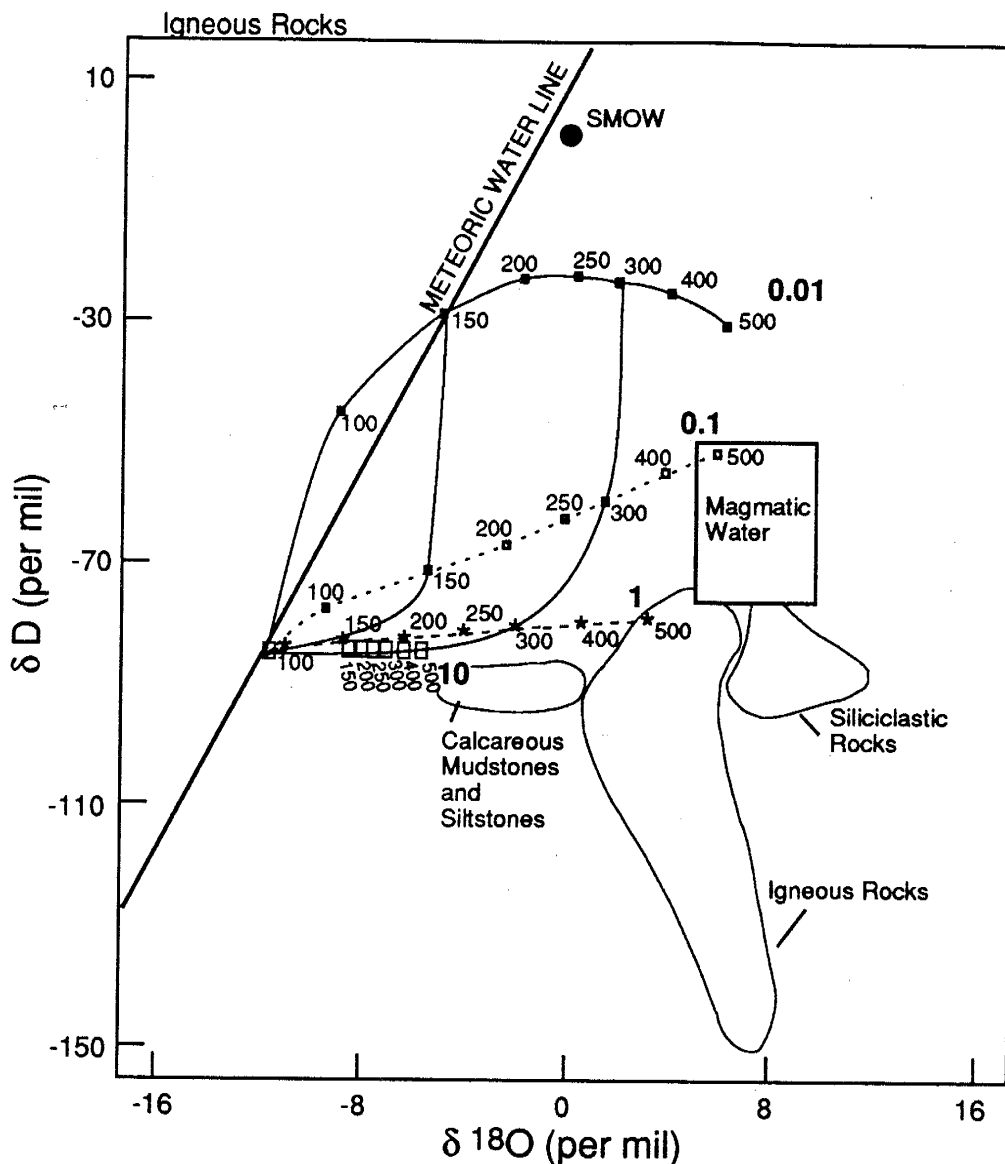 Igneous Rocks
10
-30
-70
-110
-150
δ D (per mil)
METEORIC WATER LINE
SMOW
200
250
300
400
500
0.01
150
100
0.1
400
500
250
300
200
150
100
Magmatic
Water
1
150
200
250
300
400
500
100
10
150
200
250
300
400
500
Calcareous
Mudstones
and
Siltstones
Siliciclastic
Rocks
Igneous Rocks
-16
-8
0
8
16
δ 18O (per mil)